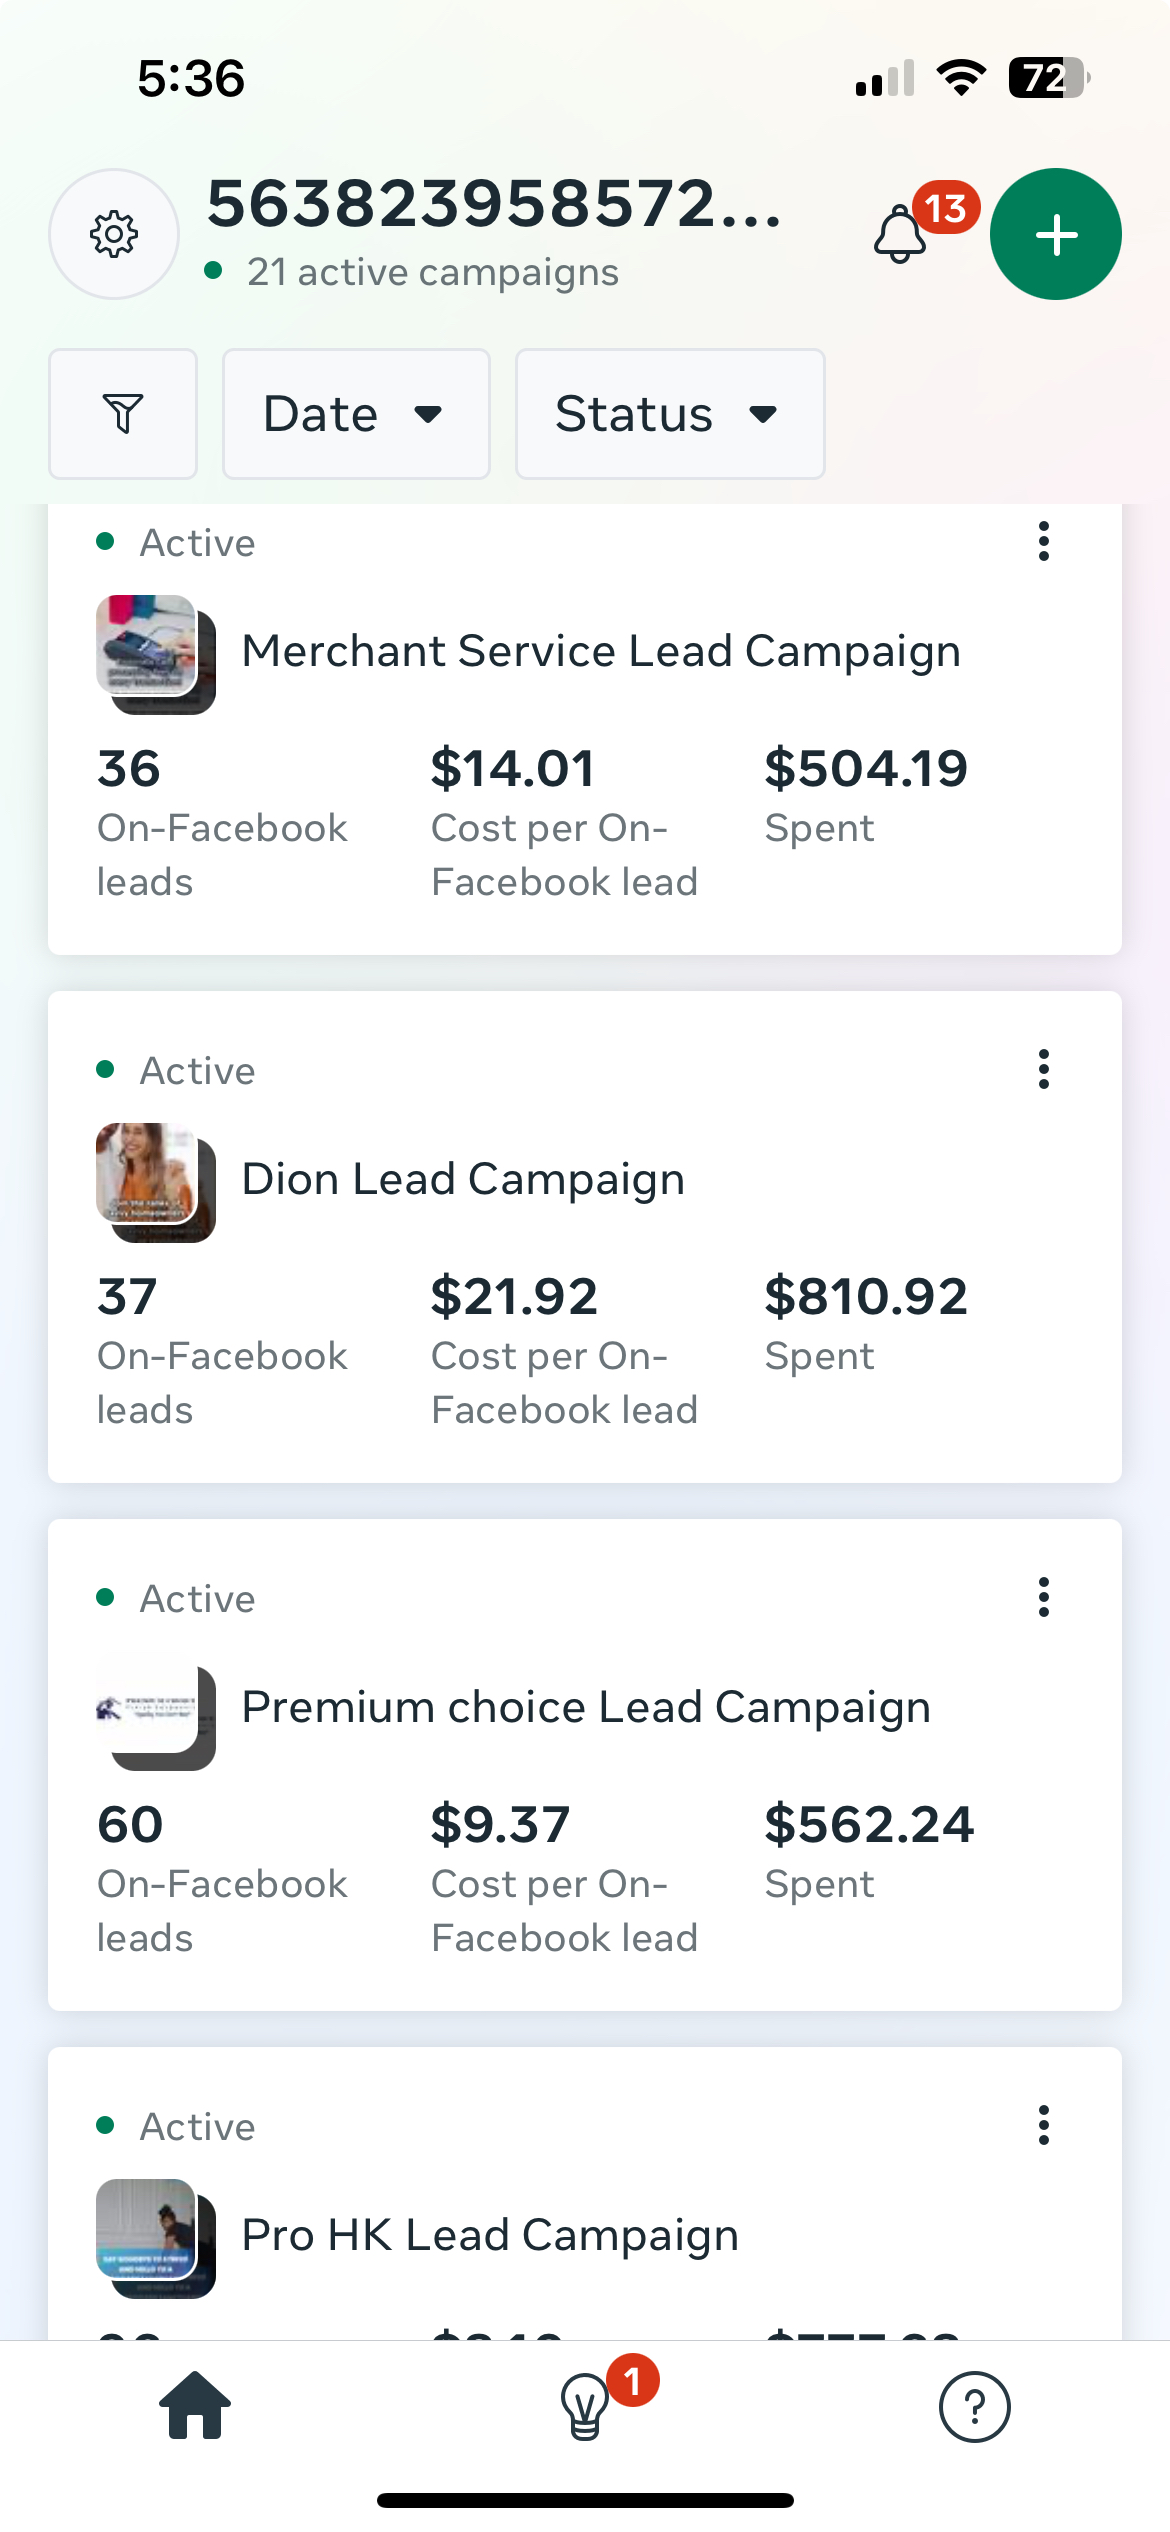 5:36
72
563823958572...
13
21 active campaigns
Date
Status
Active
Merchant Service Lead Campaign
36
$14.01
$504.19
On-Facebook
Cost per On-
Spent
leads
Facebook lead
Active
Dion Lead Campaign
37
$21.92
$810.92
On-Facebook
Cost per On-
Spent
leads
Facebook lead
Active
Premium choice Lead Campaign
60
$9.37
$562.24
On-Facebook
Cost per On-
Spent
leads
Facebook lead
Active
Pro HK Lead Campaign
1